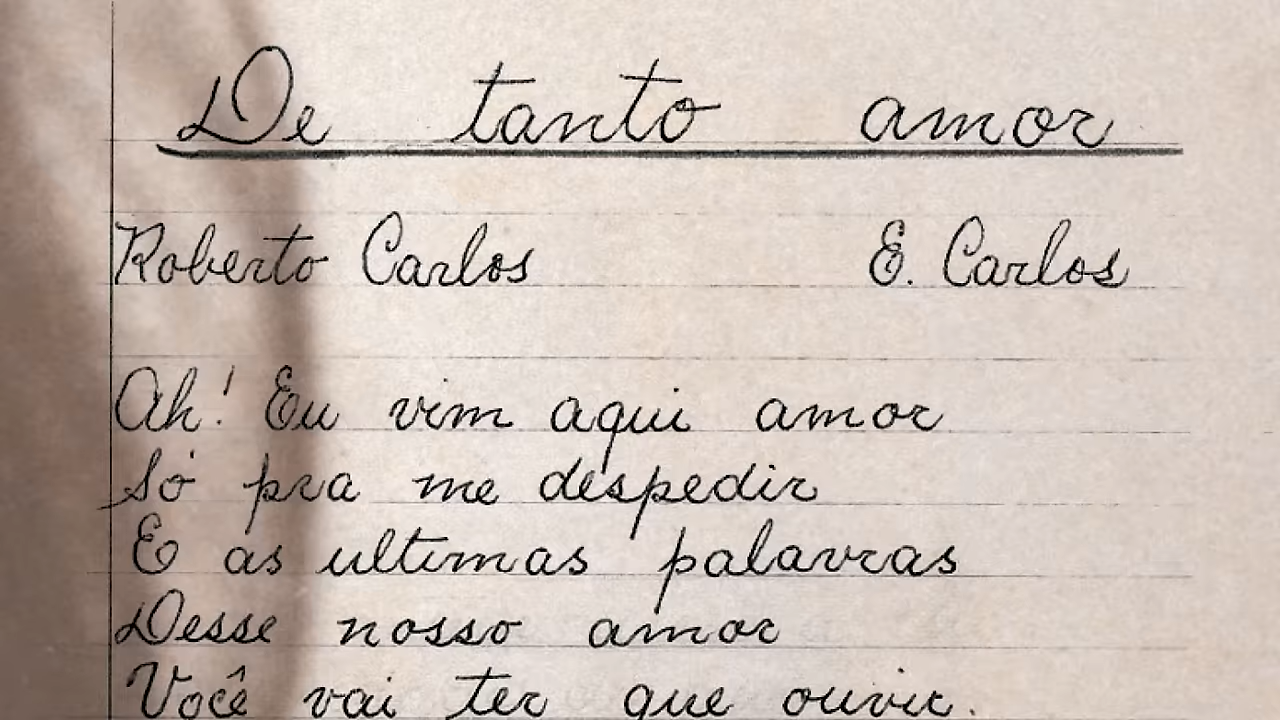 De tanto amor
Roberto Carlos E. Carlos
Ah! Eu vim aqui amor
Só pra me despedir
E as ultimas palavras
Desse nosso amor
Você vai ter que ouvir.